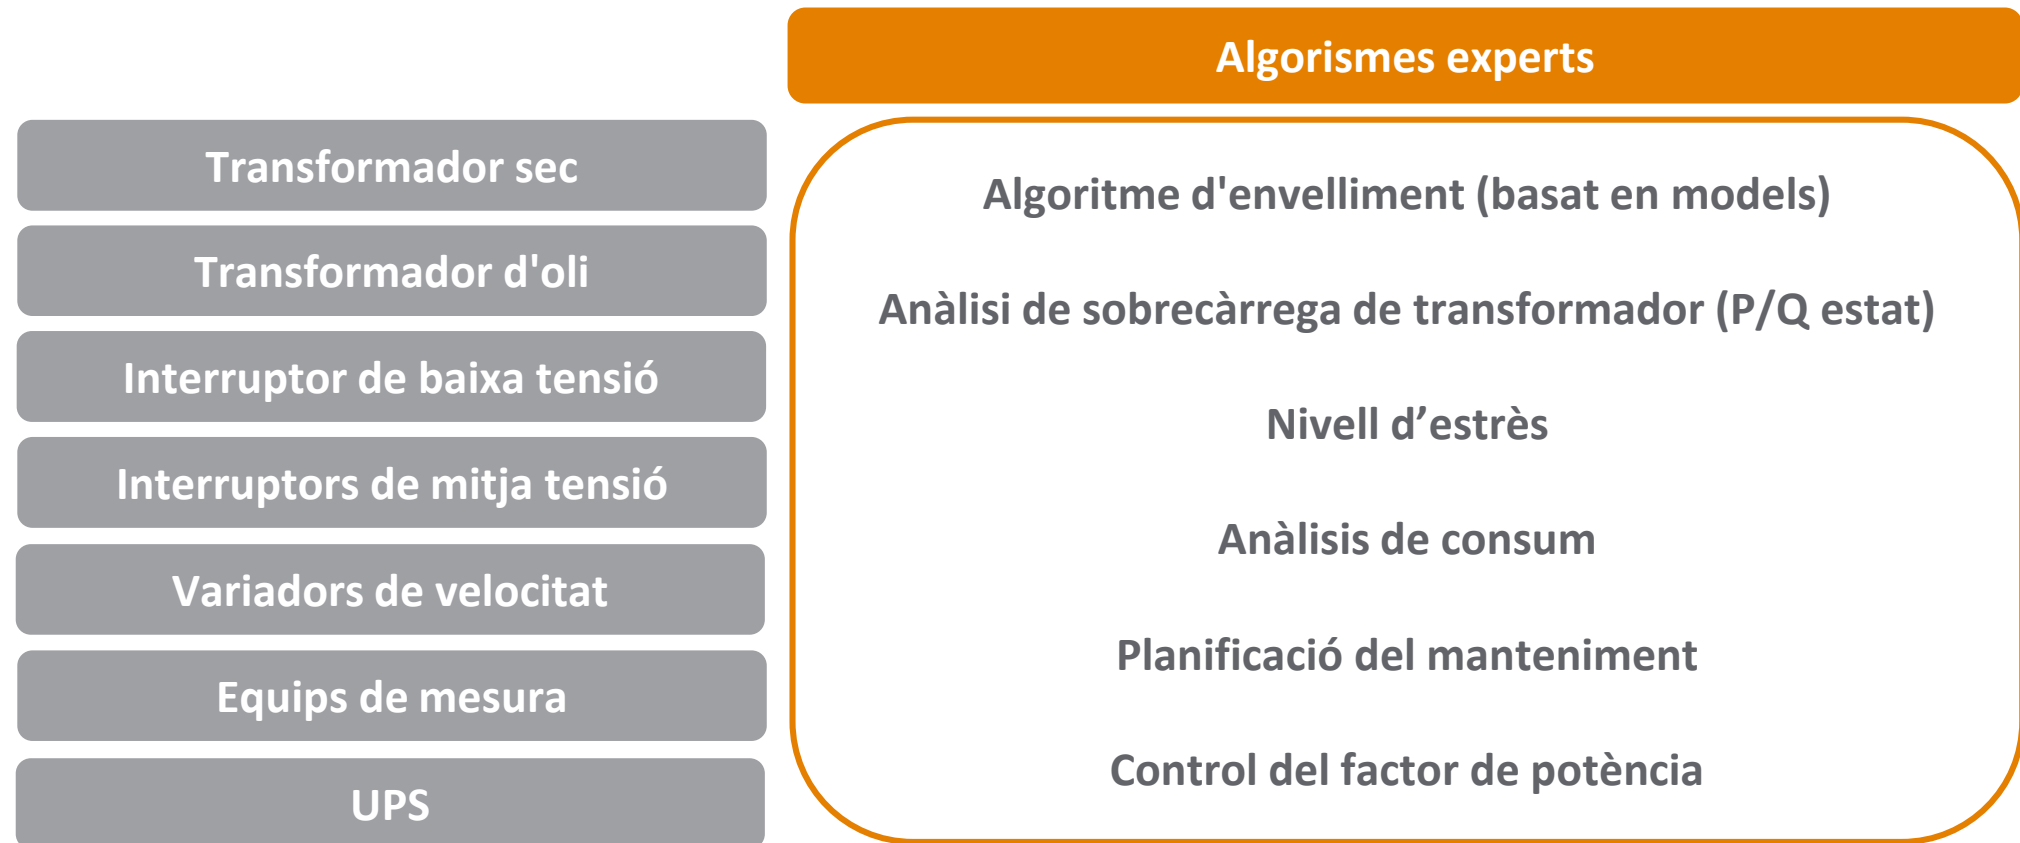 Algorismes experts
Transformador sec
Transformador d'oli
Interruptor de baixa tensió
Interruptors de mitja tensió
Variadors de velocitat
Equips de mesura
UPS
Algoritme d'envelliment (basat en models)
Anàlisi de sobrecàrrega de transformador (P/Q estat)
Nivell d’estrès
Anàlisis de consum
Planificació del manteniment
Control del factor de potència